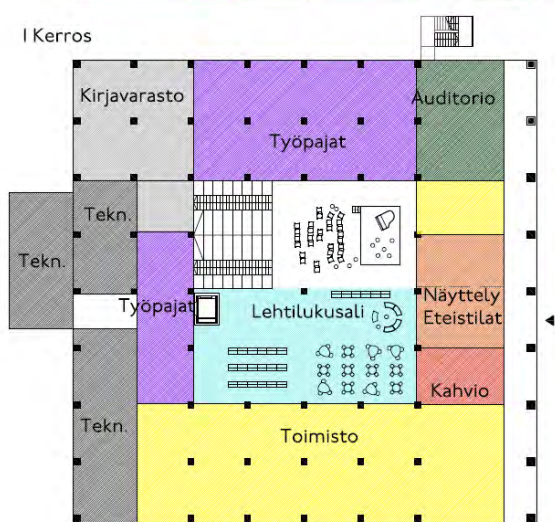 I Kerros
Kirjavarasto
Auditorio
Työpajat
Tekn.
Tekn.
Työpajat
Lehtilukusali
Näyttely
Eteistilat
Kahvio
Tekn.
Toimisto